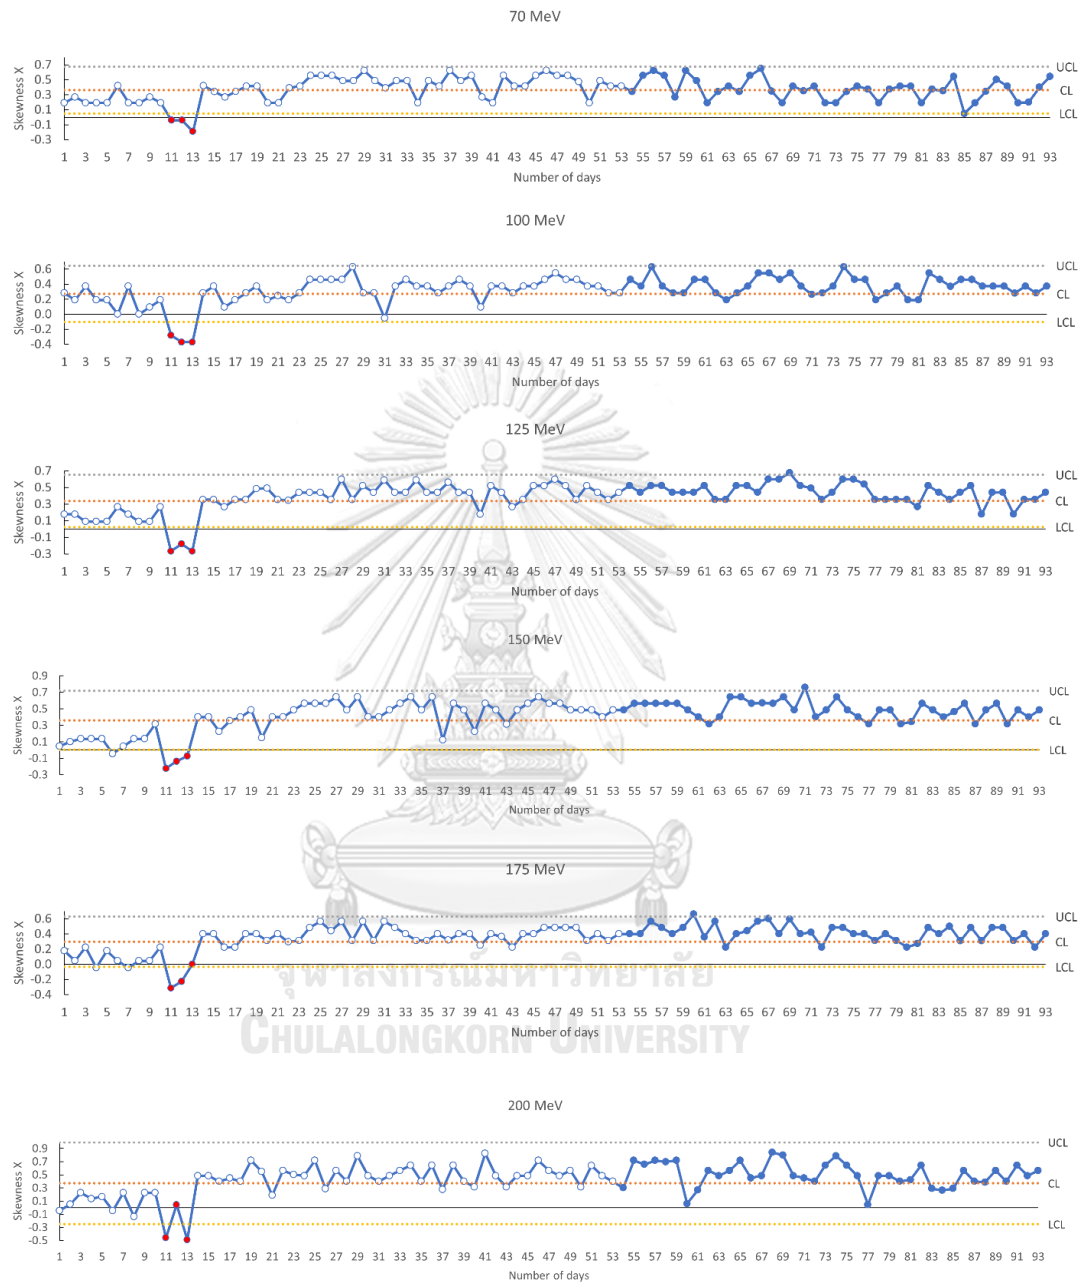 70 MeV
0.7
0.5
0.3
0.1
-0.1
-0.3
Skewness X
UCL
CL
LCL
1 3 5 7 9 11 13 15 17 19 21 23 25 27 29 31 33 35 37 39 41 43 45 47 49 51 53 55 57 59 61 63 65 67 69 71 73 75 77 79 81 83 85 87 89 91 93
Number of days
100 MeV
0.6
0.4
0.2
0.0
-0.2
-0.4
Skewness X
UCL
CL
LCL
1 3 5 7 9 11 13 15 17 19 21 23 25 27 29 31 33 35 37 39 41 43 45 47 49 51 53 55 57 59 61 63 65 67 69 71 73 75 77 79 81 83 85 87 89 91 93
Number of days
125 MeV
0.7
0.5
0.3
0.1
-0.1
-0.3
Skewness X
UCL
CL
LCL
1 3 5 7 9 11 13 15 17 19 21 23 25 27 29 31 33 35 37 39 41 43 45 47 49 51 53 55 57 59 61 63 65 67 69 71 73 75 77 79 81 83 85 87 89 91 93
Number of days
150 MeV
0.9
0.7
0.5
0.3
0.1
-0.1
-0.3
Skewness X
UCL
CL
LCL
1 3 5 7 9 11 13 15 17 19 21 23 25 27 29 31 33 35 37 39 41 43 45 47 49 51 53 55 57 59 61 63 65 67 69 71 73 75 77 79 81 83 85 87 89 91 93
Number of days
175 MeV
0.6
0.4
0.2
0.0
-0.2
-0.4
Skewness X
UCL
CL
LCL
จุฬาลงกรณ์มหาวิทยาลัย
1 3 5 7 9 11 13 15 17 19 21 23 25 27 29 31 33 35 37 39 41 43 45 47 49 51 53 55 57 59 61 63 65 67 69 71 73 75 77 79 81 83 85 87 89 91 93
Number of days
CHULALONGKORN UNIVERSITY
200 MeV
0.9
0.7
0.5
0.3
0.1
-0.1
-0.3
-0.5
Skewness X
UCL
CL
LCL
1 3 5 7 9 11 13 15 17 19 21 23 25 27 29 31 33 35 37 39 41 43 45 47 49 51 53 55 57 59 61 63 65 67 69 71 73 75 77 79 81 83 85 87 89 91 93
Number of days